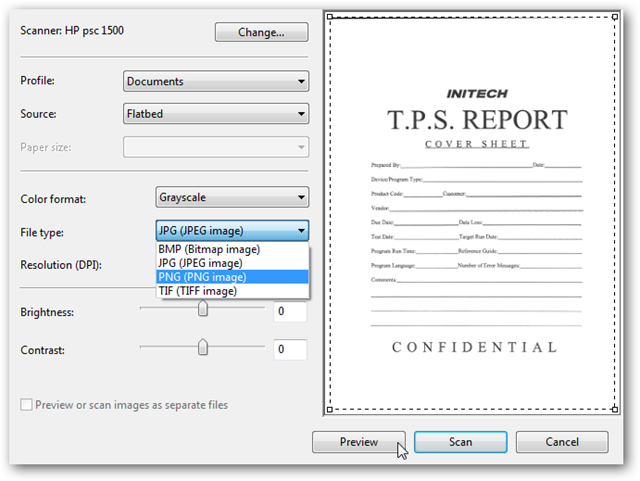 Scanner: HP psc 1500
Change...
Profile:
Documents
Source:
Flatbed
Paper size:
Color format:
Grayscale
File type:
JPG (JPEG image)
BMP (Bitmap image)
JPG (JPEG image)
PNG (PNG image)
TIF (TIFF image)
Resolution (DPI):
Brightness:
0
Contrast:
0
Preview or scan images as separate files
INITECH
T.P.S. REPORT
COVER SHEET
Prepared By: Date:
Device/Program Type:
Product Code: Customer:
Vendor:
Due Date: Data Loss:
Test Date: Target Run Date:
Program Run Time: Reference Guide:
Program Language: Number of Error Messages:
Comments:
CONFIDENTIAL
Preview
Scan
Cancel